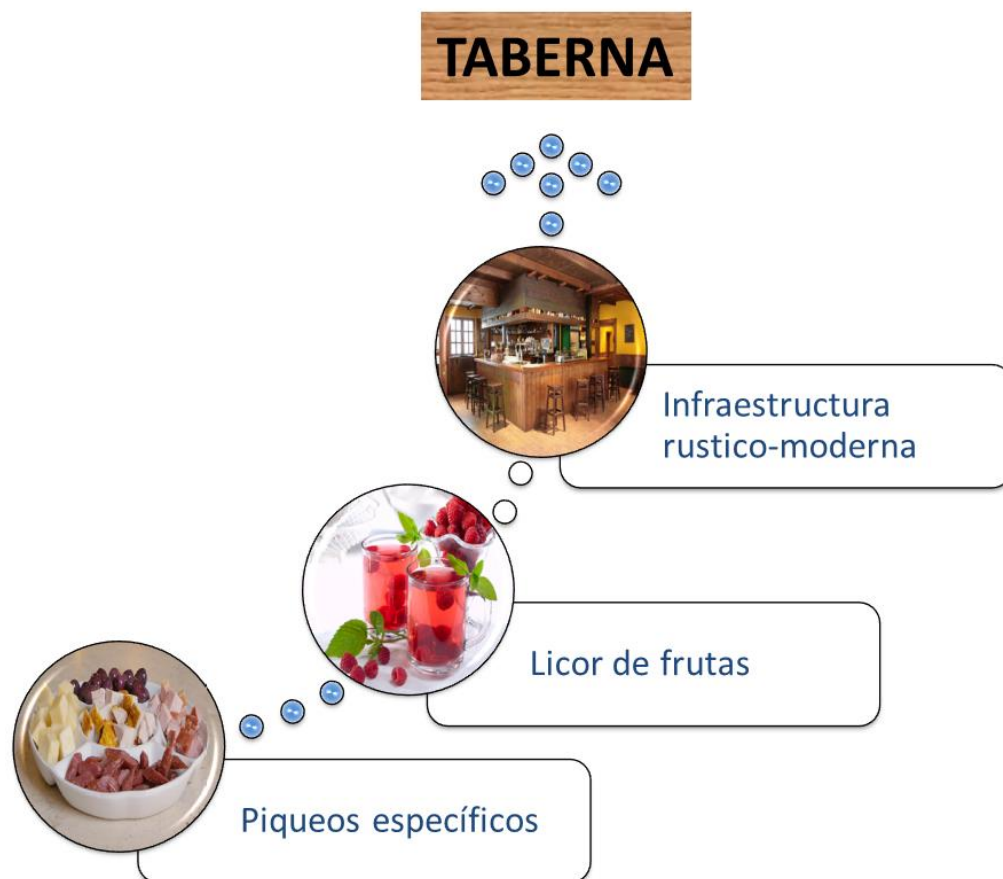 TABERNA
Infraestructura
rustico-moderna
Licor de frutas
Piqueos específicos